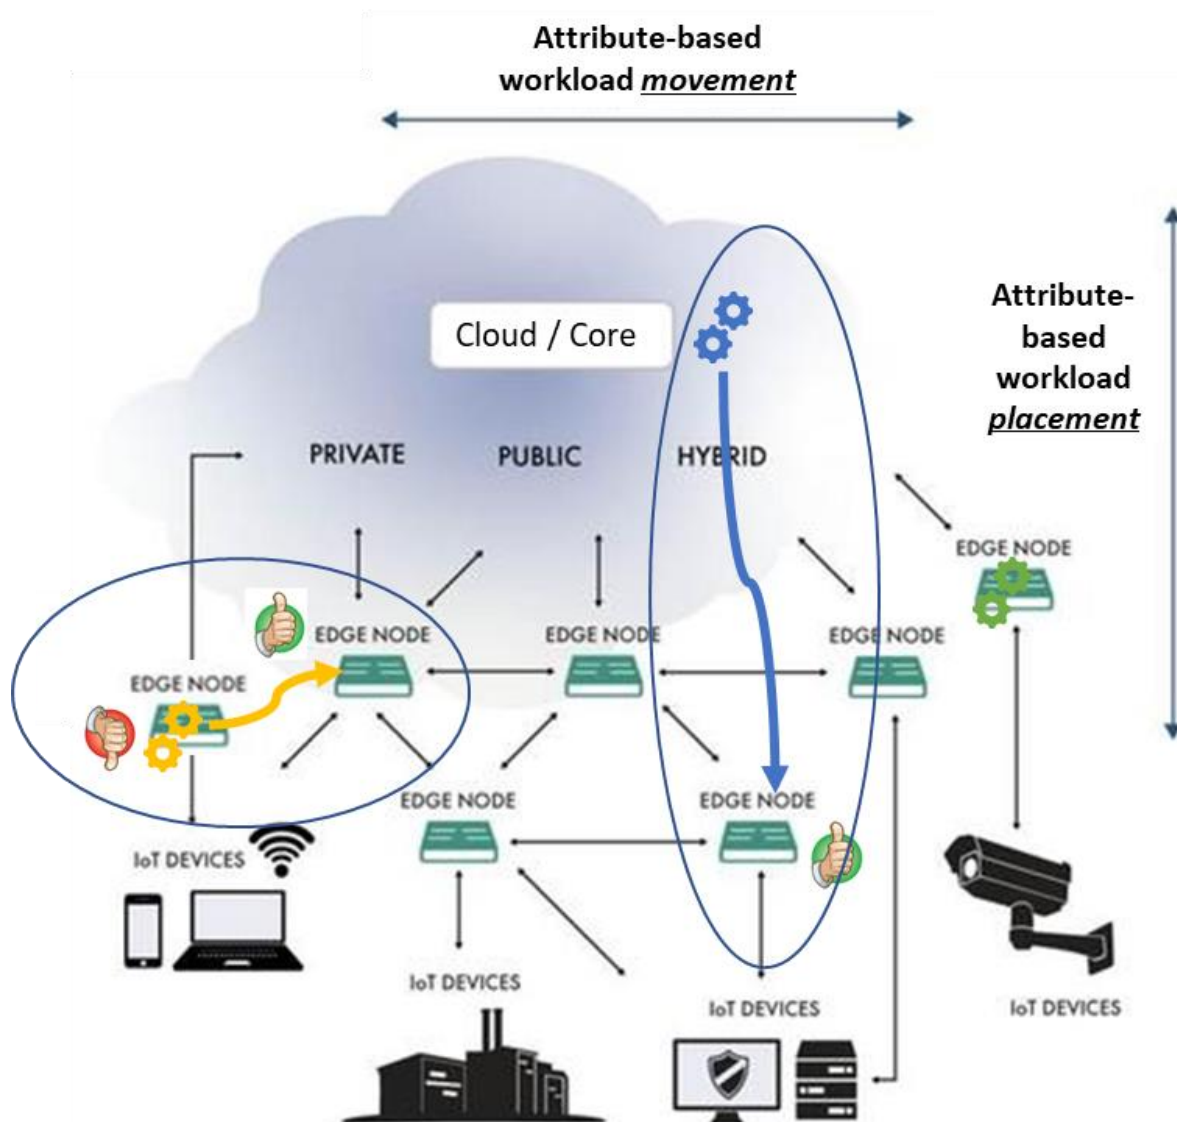 Attribute-based
workload movement
Attribute-
based
workload
placement
Cloud / Core
PRIVATE
PUBLIC
HYBRID
EDGE NODE
EDGE NODE
EDGE NODE
EDGE NODE
EDGE NODE
EDGE NODE
EDGE NODE
IoT DEVICES
IoT DEVICES
IoT DEVICES
IoT DEVICES